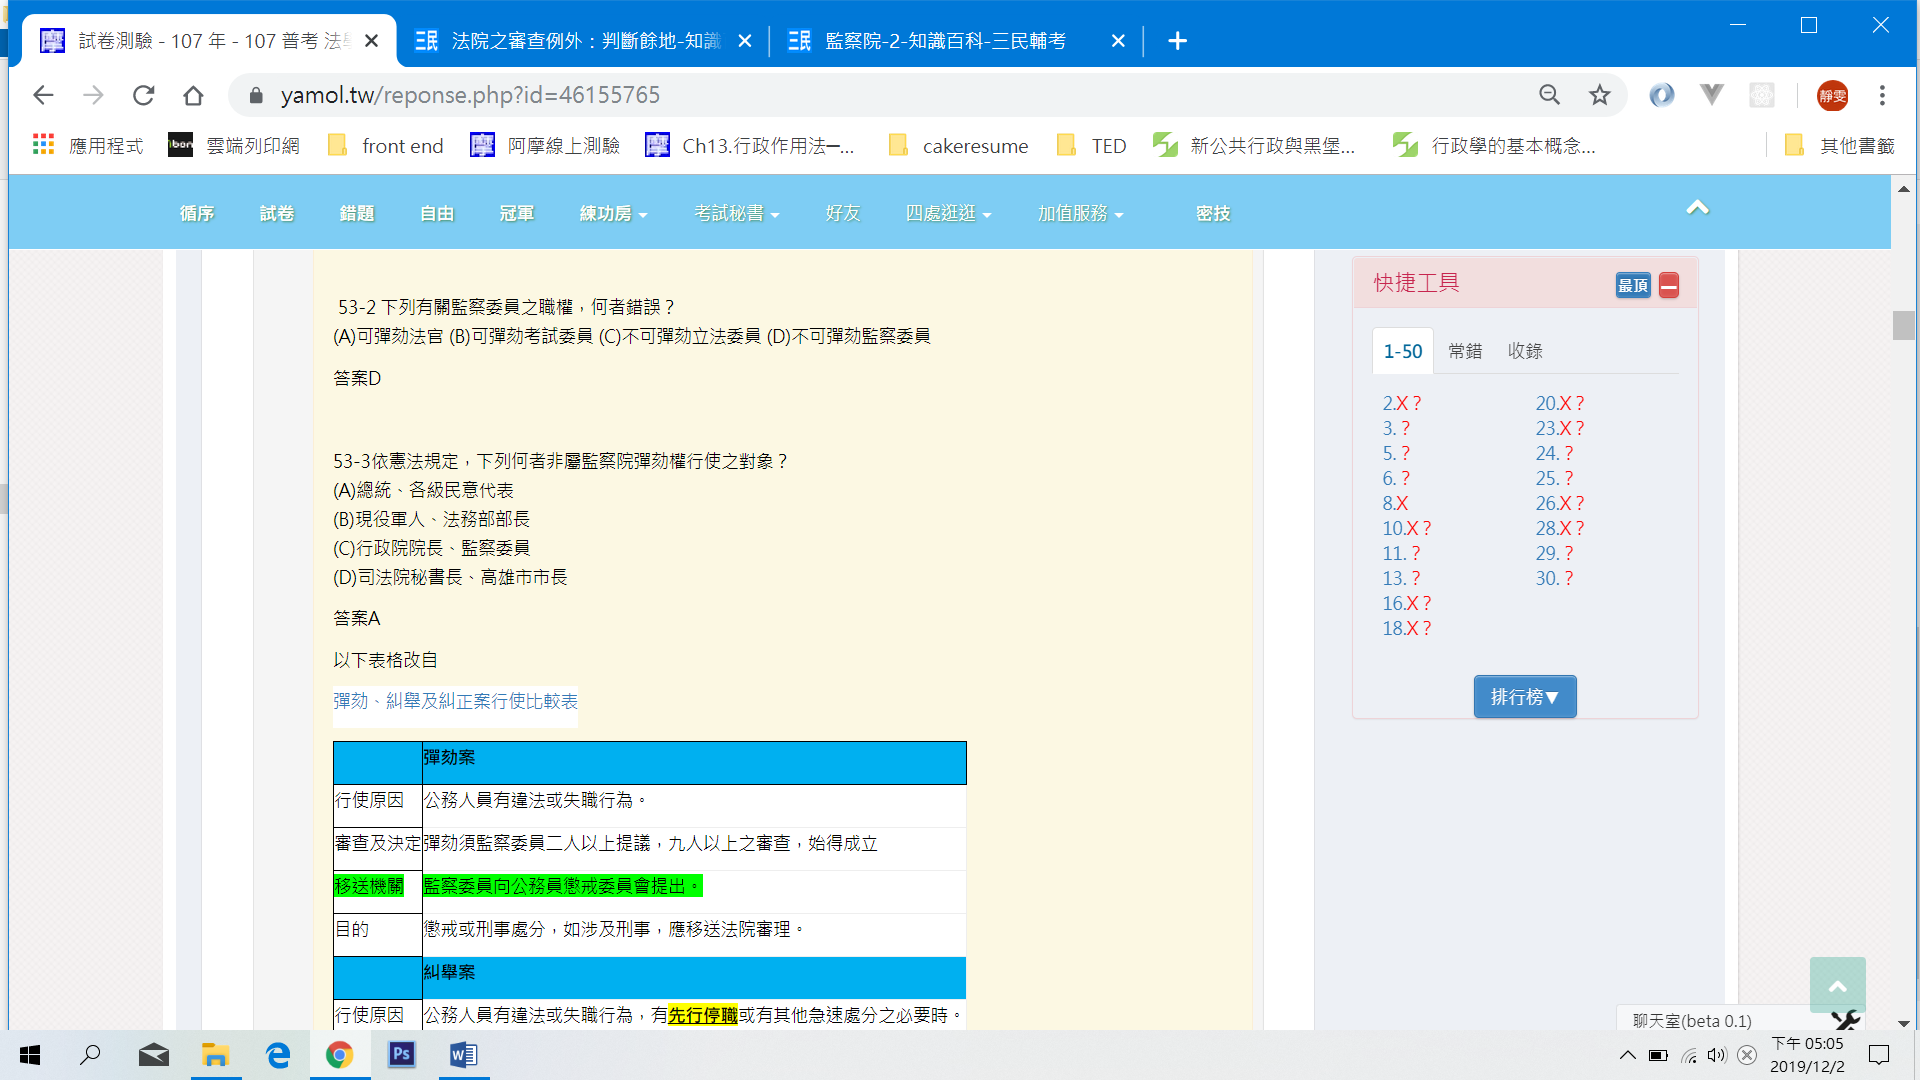 試卷測驗 - 107 年 - 107 普考 法
法院之審查例外：判斷餘地-知識
監察院-2-知識百科-三民輔考
yamol.tw/reponse.php?id=46155765
靜雯
應用程式
ibon
雲端列印網
front end
摩
阿摩線上測驗
摩
Ch13.行政作用法─...
cakeresume
TED
新公共行政與黑堡...
行政學的基本概念...
其他書籤
循序
試卷
錯題
自由
冠軍
練功房
考試秘書
好友
四處逛逛
加值服務
密技
53-2 下列有關監察委員之職權，何者錯誤？
(A)可彈劾法官 (B)可彈劾考試委員 (C)不可彈劾立法委員 (D)不可彈劾監察委員
答案D
53-3依憲法規定，下列何者非屬監察院彈劾權行使之對象？
(A)總統、各級民意代表
(B)現役軍人、法務部部長
(C)行政院院長、監察委員
(D)司法院秘書長、高雄市市長
答案A
以下表格改自
彈劾、糾舉及糾正案行使比較表
彈劾案
行使原因 公務人員有違法或失職行為。
審查及決定 彈劾須監察委員二人以上提議，九人以上之審查，始得成立
移送機關 監察委員向公務員懲戒委員會提出。
目的 懲戒或刑事處分，如涉及刑事，應移送法院審理。
糾舉案
行使原因 公務人員有違法或失職行為，有先行停職或有其他急速處分之必要時。
快捷工具
最頂
1-50 常錯 收錄
2.X ?
3. ?
5. ?
6. ?
8.X
10.X ?
11. ?
13. ?
16.X ?
18.X ?
20.X ?
23.X ?
24. ?
25. ?
26.X ?
28.X ?
29. ?
30. ?
排行榜▼
聊天室(beta 0.1)
Ps
下午 05:05
2019/12/2